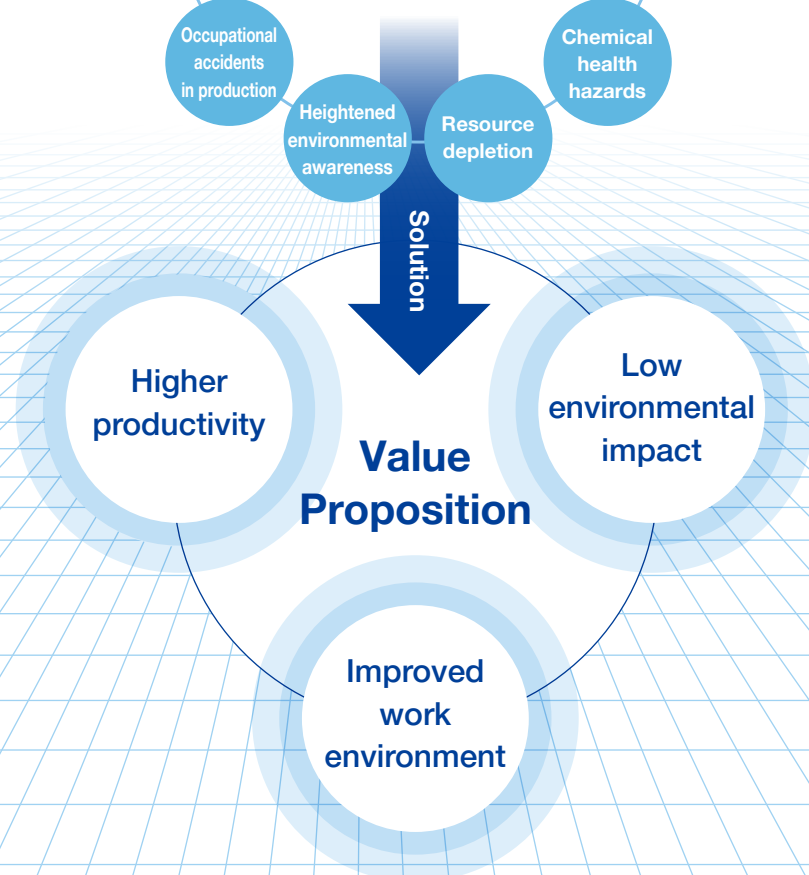 Occupational
accidents
in production
Heightened
environmental
awareness
Resource
depletion
Chemical
health
hazards
Solution
Higher
productivity
Low
environmental
impact
Value
Proposition
Improved
work
environment